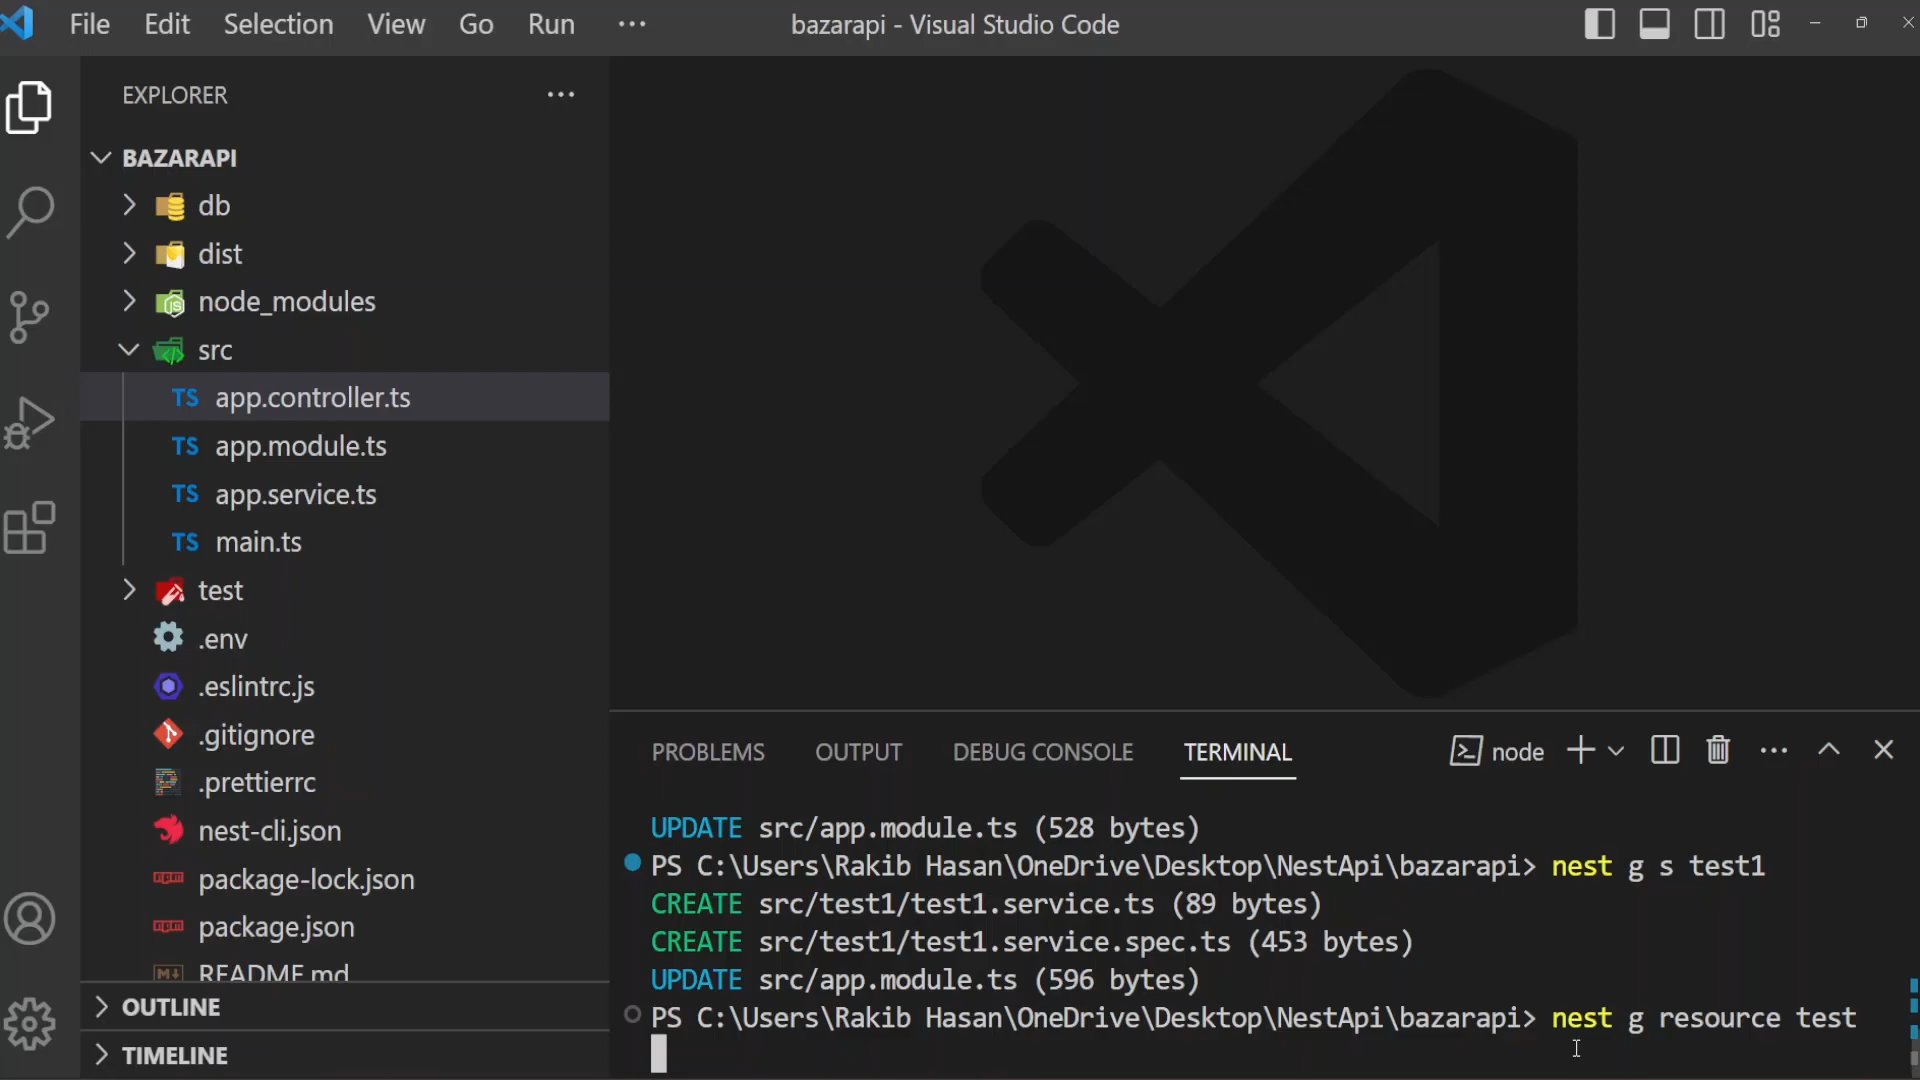 File Edit Selection View Go Run ··· bazarapi - Visual Studio Code
EXPLORER ···
BAZARAPI
db
dist
node_modules
src
TS app.controller.ts
TS app.module.ts
TS app.service.ts
TS main.ts
test
.env
.eslintrc.js
.gitignore
.prettierrc
nest-cli.json
package-lock.json
package.json
README.md
OUTLINE
TIMELINE
PROBLEMS OUTPUT DEBUG CONSOLE TERMINAL node
UPDATE src/app.module.ts (528 bytes)
PS C:\Users\Rakib Hasan\OneDrive\Desktop\NestApi\bazarapi> nest g s test1
CREATE src/test1/test1.service.ts (89 bytes)
CREATE src/test1/test1.service.spec.ts (453 bytes)
UPDATE src/app.module.ts (596 bytes)
PS C:\Users\Rakib Hasan\OneDrive\Desktop\NestApi\bazarapi> nest g resource test